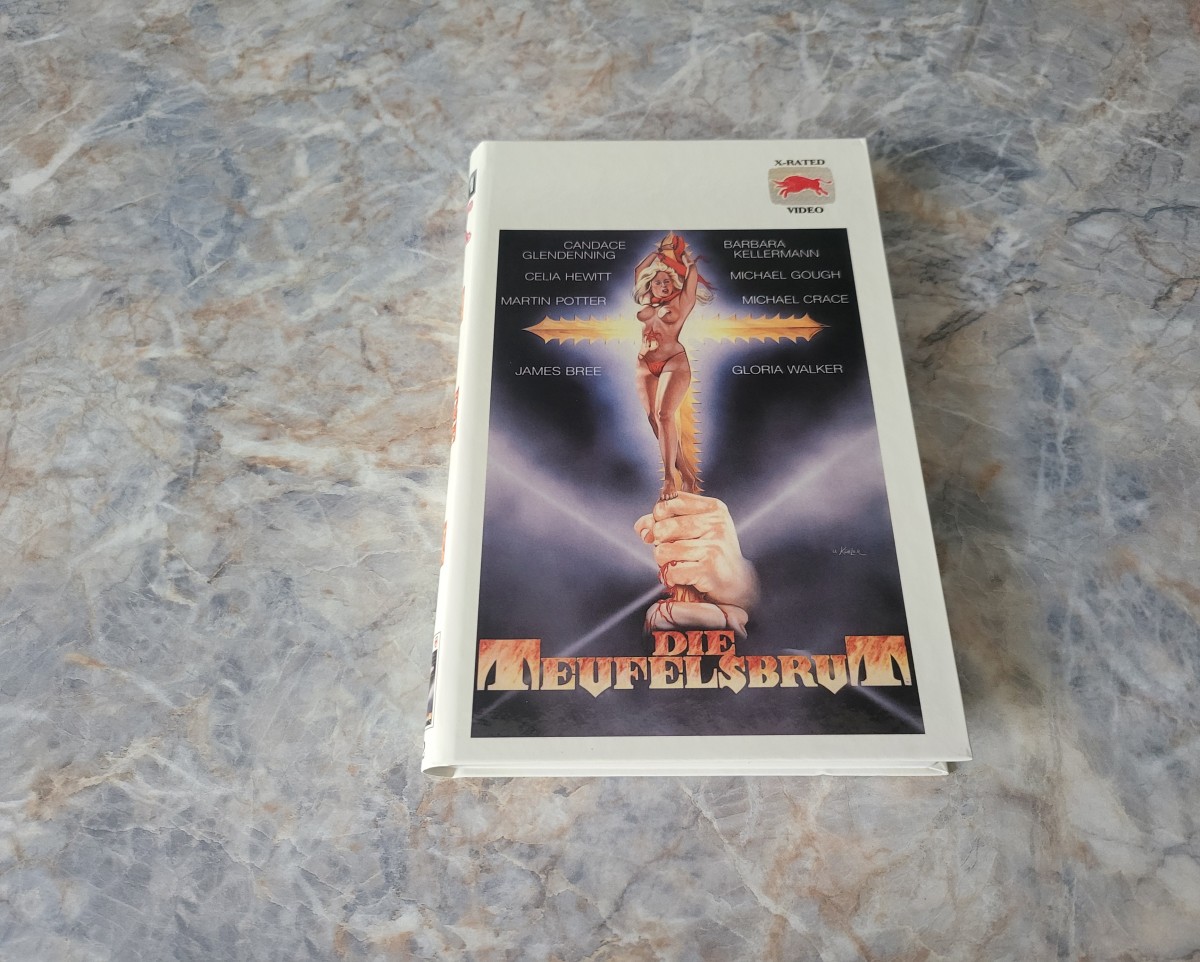 X-RATED
VIDEO
CANDACE
GLENDENNING
BARBARA
KELLERMANN
CELIA HEWITT
MICHAEL GOUGH
MARTIN POTTER
MICHAEL CRACE
JAMES BREE
GLORIA WALKER
DIE
TEUFELSBRUT